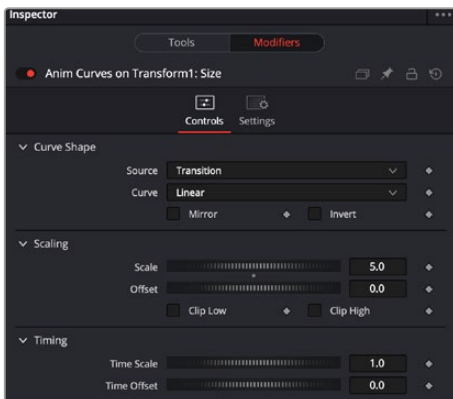 Inspector
Tools Modifiers
Anim Curves on Transform1: Size
Controls Settings
Curve Shape
Source Transition
Curve Linear
Mirror Invert
Scaling
Scale 5.0
Offset 0.0
Clip Low Clip High
Timing
Time Scale 1.0
Time Offset 0.0